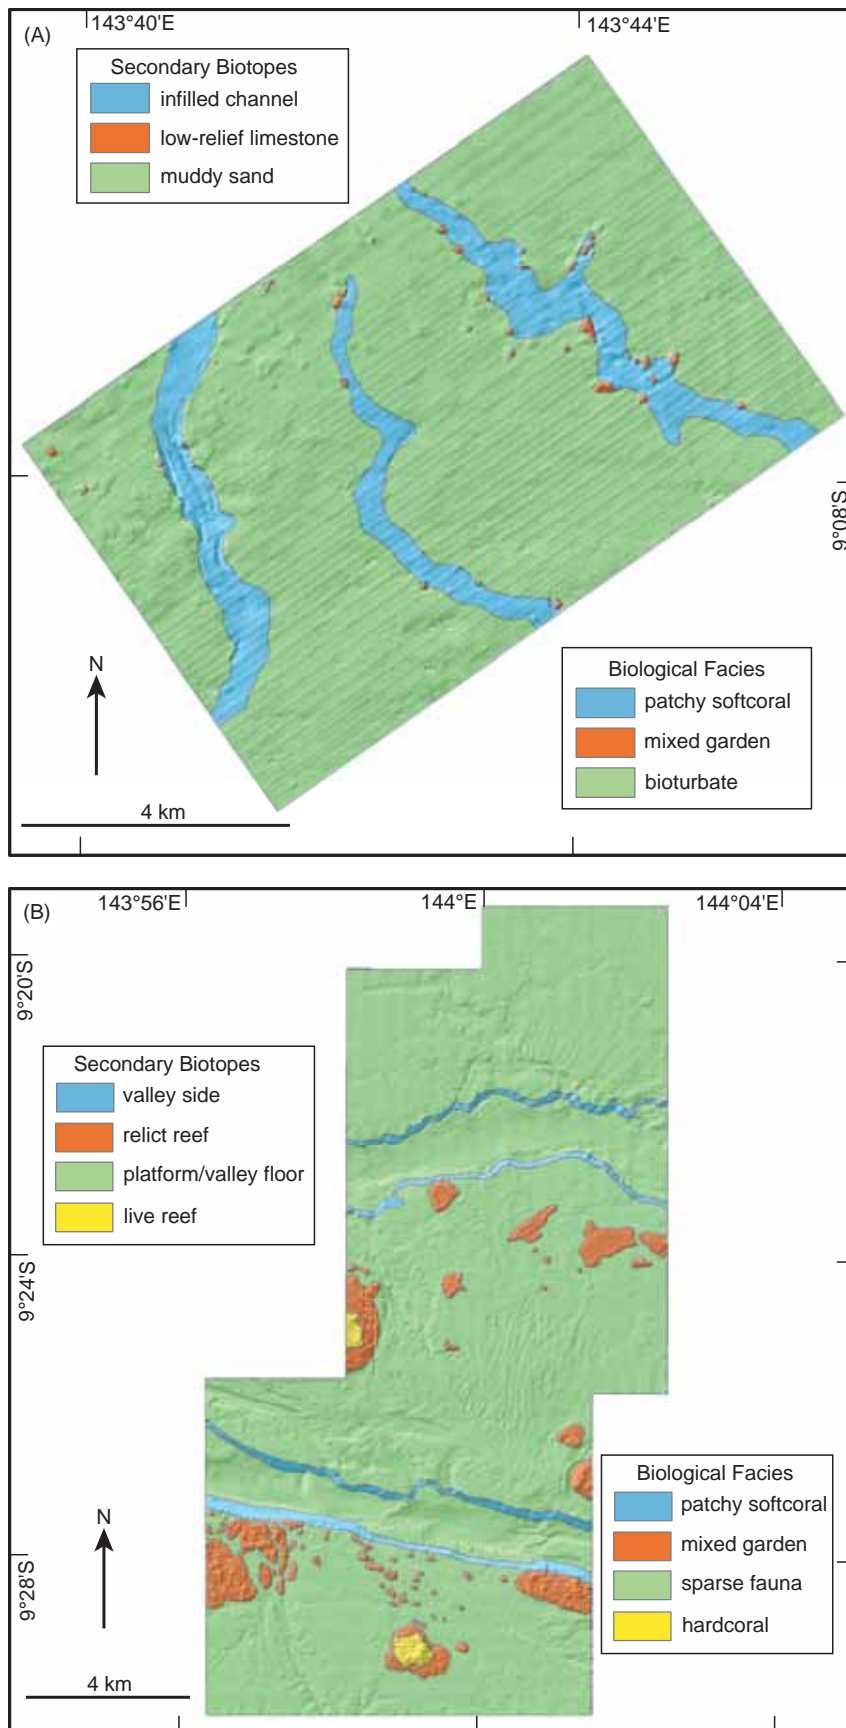 (A)
143°40'E
143°44'E
Secondary Biotopes
infilled channel
low-relief limestone
muddy sand
9°08'S
N
4 km
Biological Facies
patchy softcoral
mixed garden
bioturbate
(B)
143°56'E
144°E
144°04'E
9°20'S
Secondary Biotopes
valley side
relict reef
platform/valley floor
live reef
9°24'S
Biological Facies
patchy softcoral
mixed garden
sparse fauna
hardcoral
N
9°28'S
4 km